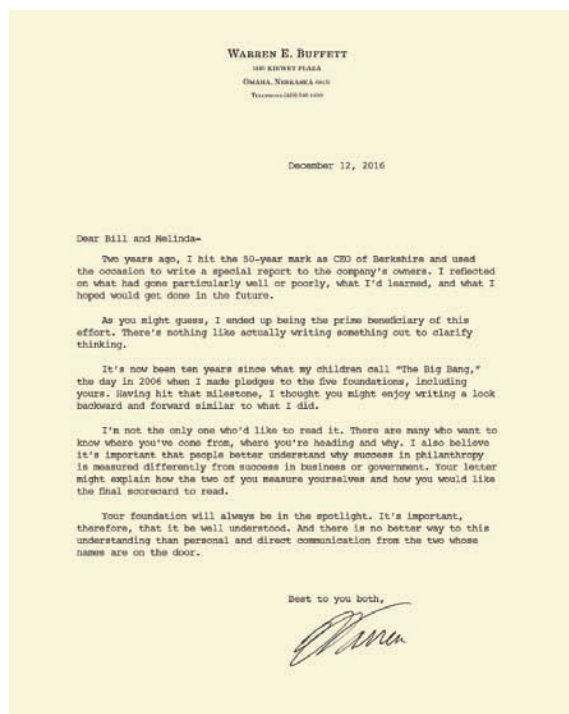 WARREN E. BUFFETT
KIEWIT PLAZA
OMAHA, NEBRASKA
TELEPHONE
December 12, 2016
Dear Bill and Melinda—
Two years ago, I hit the 50-year mark as CEO of Berkshire and used
the occasion to write a special report to the company's owners. I reflected
on what had gone particularly well or poorly, what I'd learned, and what I
hoped would get done in the future.
As you might guess, I ended up being the prime beneficiary of this
effort. There's nothing like actually writing something out to clarify
thinking.
It's now been ten years since what my children call “The Big Bang,”
the day in 2006 when I made pledges to the five foundations, including
yours. Having hit that milestone, I thought you might enjoy writing a look
backward and forward similar to what I did.
I'm not the only one who'd like to read it. There are many who want to
know where you've come from, where you're heading and why. I also believe
it's important that people better understand why success in philanthropy
is measured differently from success in business or government. Your letter
might explain how the two of you measure yourselves and how you would like
the final scorecard to read.
Your foundation will always be in the spotlight. It's important,
therefore, that it be well understood. And there is no better way to this
understanding than personal and direct communication from the two whose
names are on the door.
Best to you both,
Warren